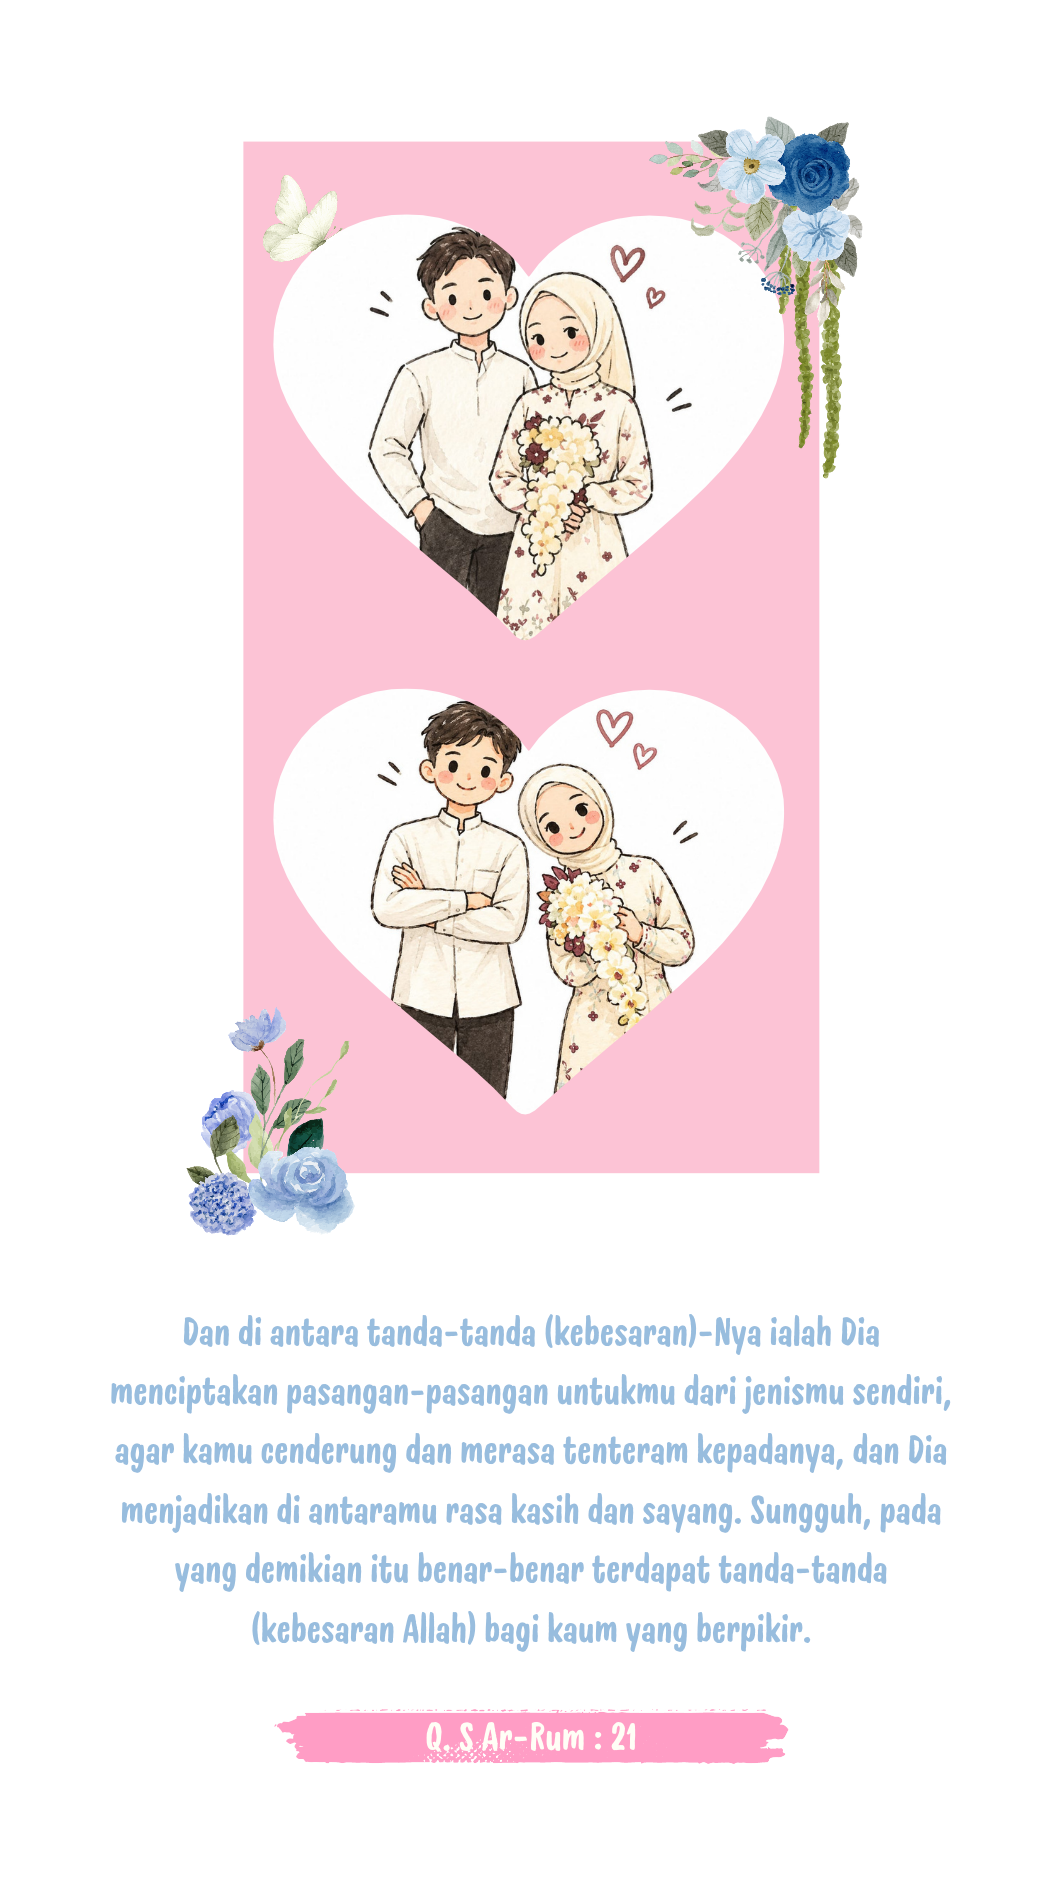 Dan di antara tanda-tanda (kebesaran)-Nya ialah Dia
menciptakan pasangan-pasangan untukmu dari jenismu sendiri,
agar kamu cenderung dan merasa tenteram kepadanya, dan Dia
menjadikan di antaramu rasa kasih dan sayang. Sungguh, pada
yang demikian itu benar-benar terdapat tanda-tanda
(kebesaran Allah) bagi kaum yang berpikir.
Q. S Ar-Rum : 21